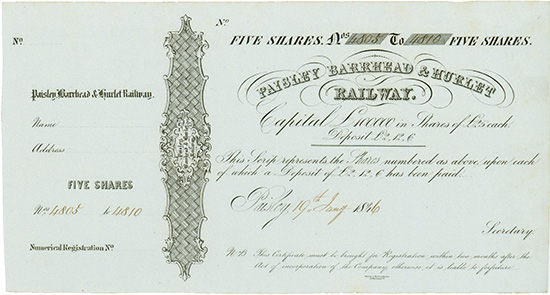 No
Paisley Barrhead & Hurlet Railway.
Name
Address
FIVE SHARES
Nos 4805 to 4810
Numerical Registration No
No
FIVE SHARES. Nos 4805 To 4810 FIVE SHARES.
PAISLEY BARRHEAD & HURLET
RAILWAY.
Capital £100000 in Shares of £25 each.
Deposit £2,,12,,6
This Scrip represents the Shares numbered as above, upon each
of which a Deposit of £2,,12,,6 has been paid.
Paisley 19th Jany 1846
Secretary.
NB This Certificate must be brought for Registration within two months after the
Act of incorporation of the Company, otherwise it is liable to forfeiture.